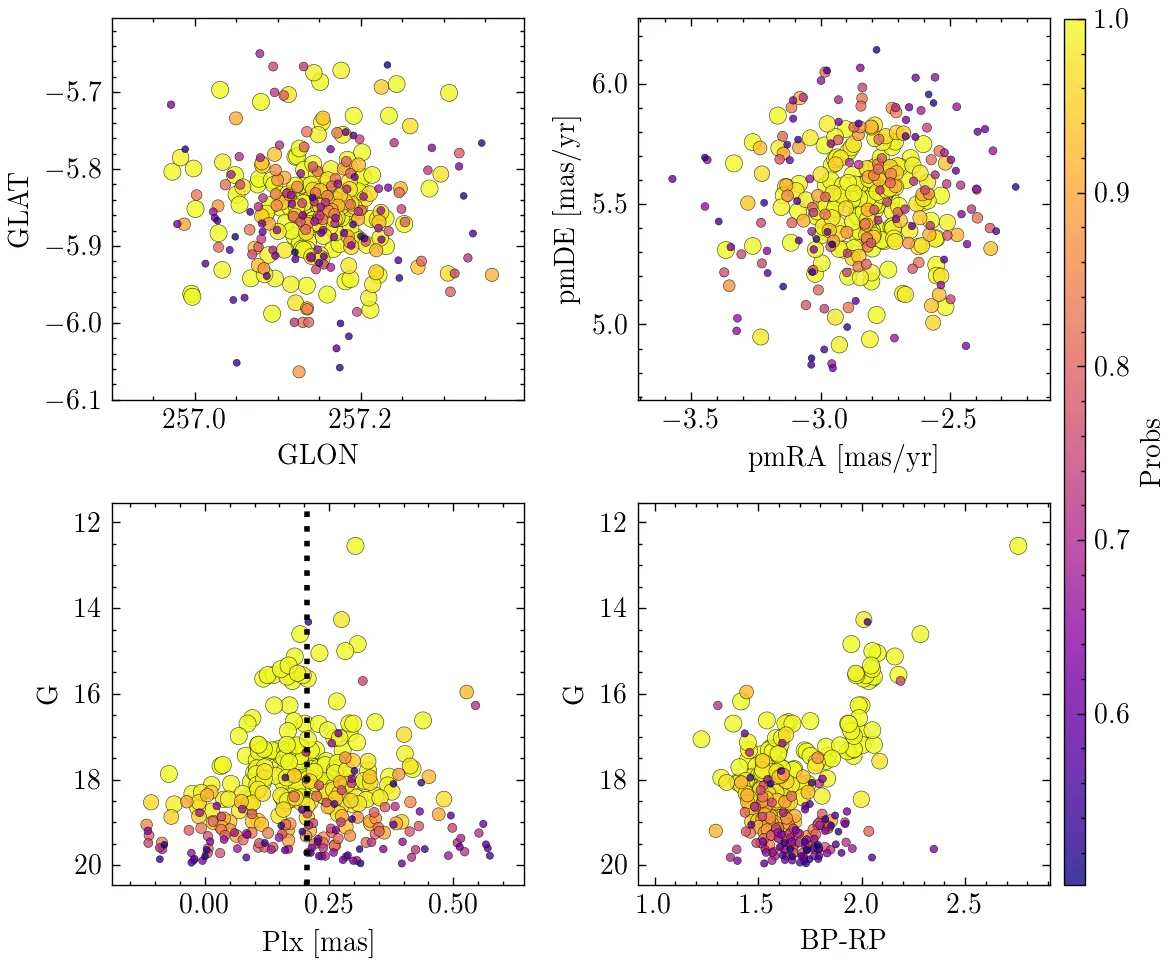 −5.7
−5.8
−5.9
−6.0
−6.1
GLAT
257.0 257.2
GLON
6.0
5.5
5.0
pmDE [mas/yr]
−3.5 −3.0 −2.5
pmRA [mas/yr]
1.0
0.9
0.8
0.7
0.6
Probs
12
14
16
18
20
G
0.00 0.25 0.50
Plx [mas]
12
14
16
18
20
G
1.0 1.5 2.0 2.5
BP-RP